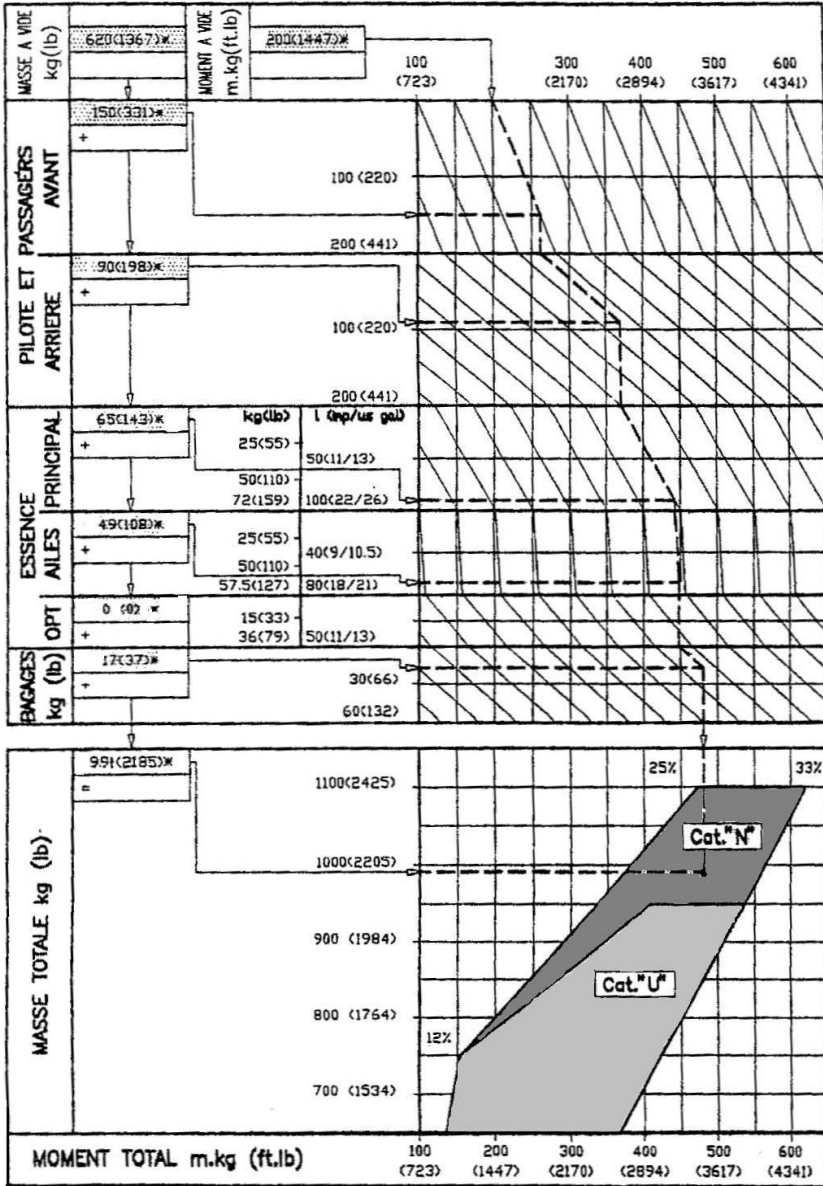 MASSE A VIDE
kg(lb)
620(1367)*
MOMENT A VIDE
m.kg(ft.lb)
200(1447)*
100 300 400 500 600
(723) (2170) (2894) (3617) (4341)
PILOTE ET PASSAGÉRS
AVANT
150(331)*
+
100(220)
200(441)
ARRIERE
90(198)*
+
100(220)
200(441)
ESSENCE
PRINCIPAL
65(143)*
+
kg(lb) l (imp/us gal)
25(55)
50(11/13)
50(110)
72(159) 100(22/26)
AILES
49(108)*
+
25(55)
40(9/10.5)
50(110)
57.5(127) 80(18/21)
OPT
0 (0) *
+
15(33)
36(79) 50(11/13)
BAGAGES
kg (lb)
17(37)*
+
30(66)
60(132)
MASSE TOTALE kg (lb)
991(2185)*
=
25% 33%
1100(2425)
Cat."N"
1000(2205)
900 (1984)
Cat."U"
800 (1764)
12%
700 (1534)
MOMENT TOTAL m.kg (ft.lb)
100 200 300 400 500 600
(723) (1447) (2170) (2894) (3617) (4341)